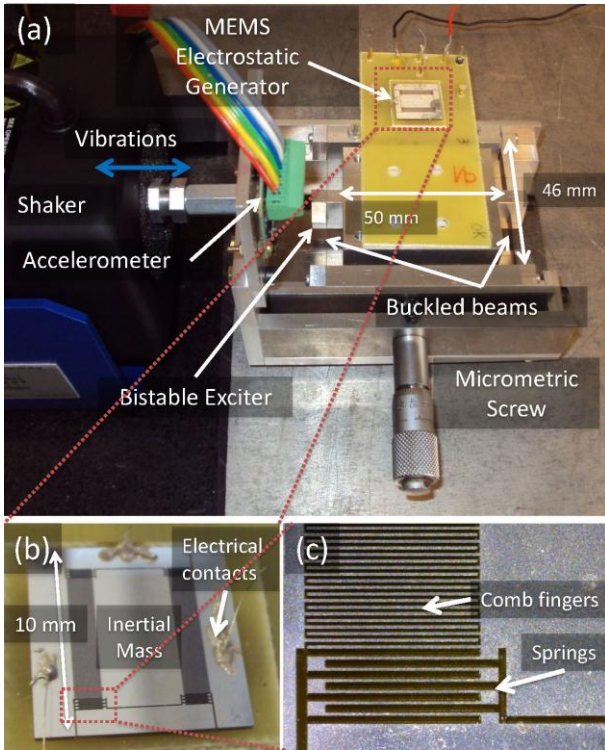 (a)
MEMS
Electrostatic
Generator
Vibrations
Shaker
Accelerometer
50 mm
46 mm
Buckled beams
Bistable Exciter
Micrometric
Screw
(b)
Electrical
contacts
10 mm
Inertial
Mass
(c)
Comb fingers
Springs